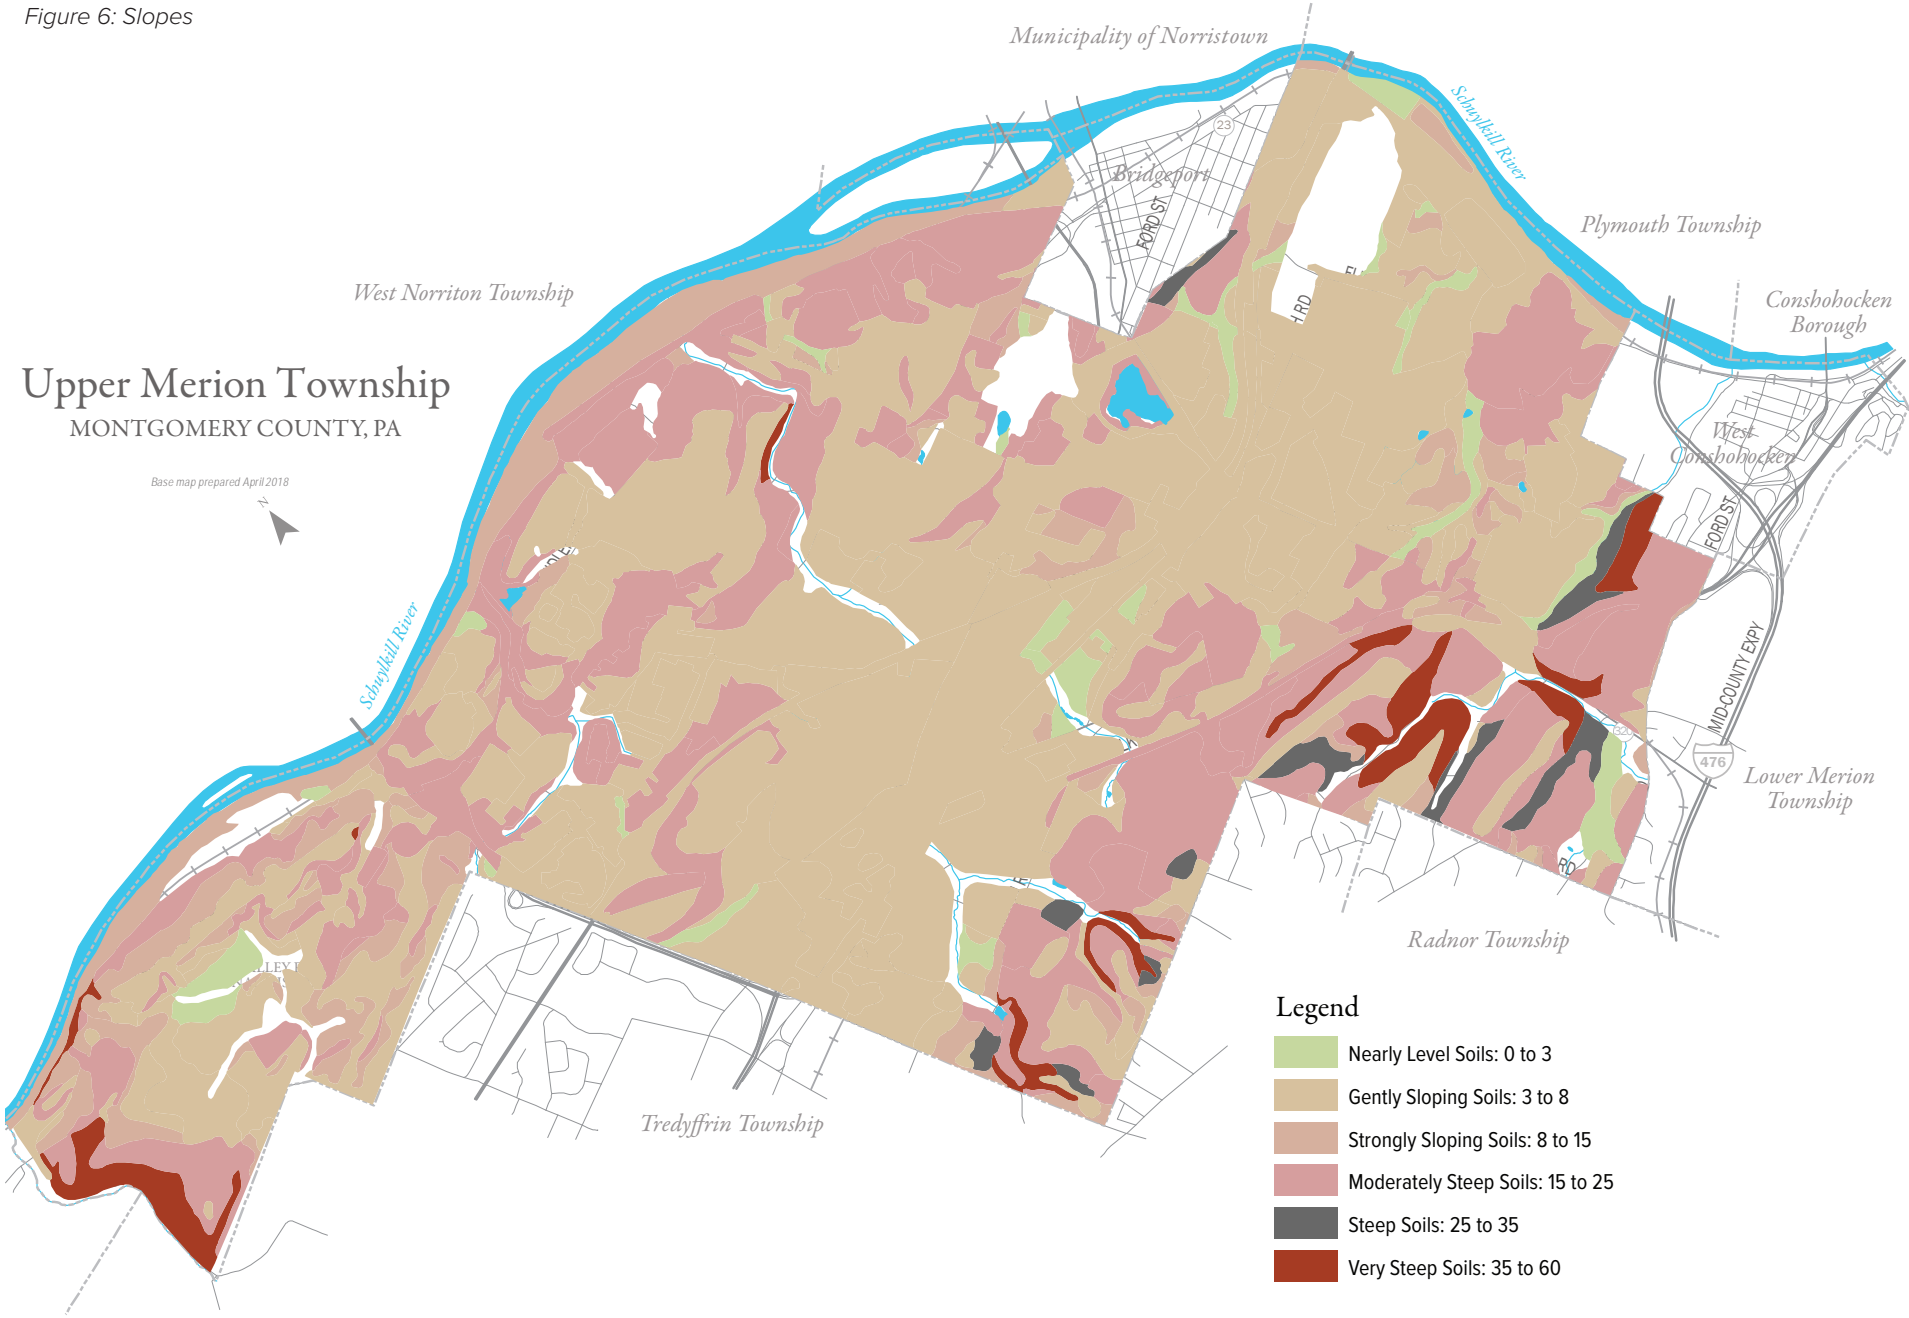 Figure 6: Slopes
Municipality of Norristown
23
Schuylkill River
Bridgeport
FORD ST
Plymouth Township
West Norriton Township
Conshohocken
Borough
H RD
Upper Merion Township
MONTGOMERY COUNTY, PA
West
Conshohocken
Base map prepared April 2018
N
FORD ST
Schuylkill River
MID-COUNTY EXPY
320
476
Lower Merion
Township
RD
Radnor Township
Tredyffrin Township
Legend
Nearly Level Soils: 0 to 3
Gently Sloping Soils: 3 to 8
Strongly Sloping Soils: 8 to 15
Moderately Steep Soils: 15 to 25
Steep Soils: 25 to 35
Very Steep Soils: 35 to 60